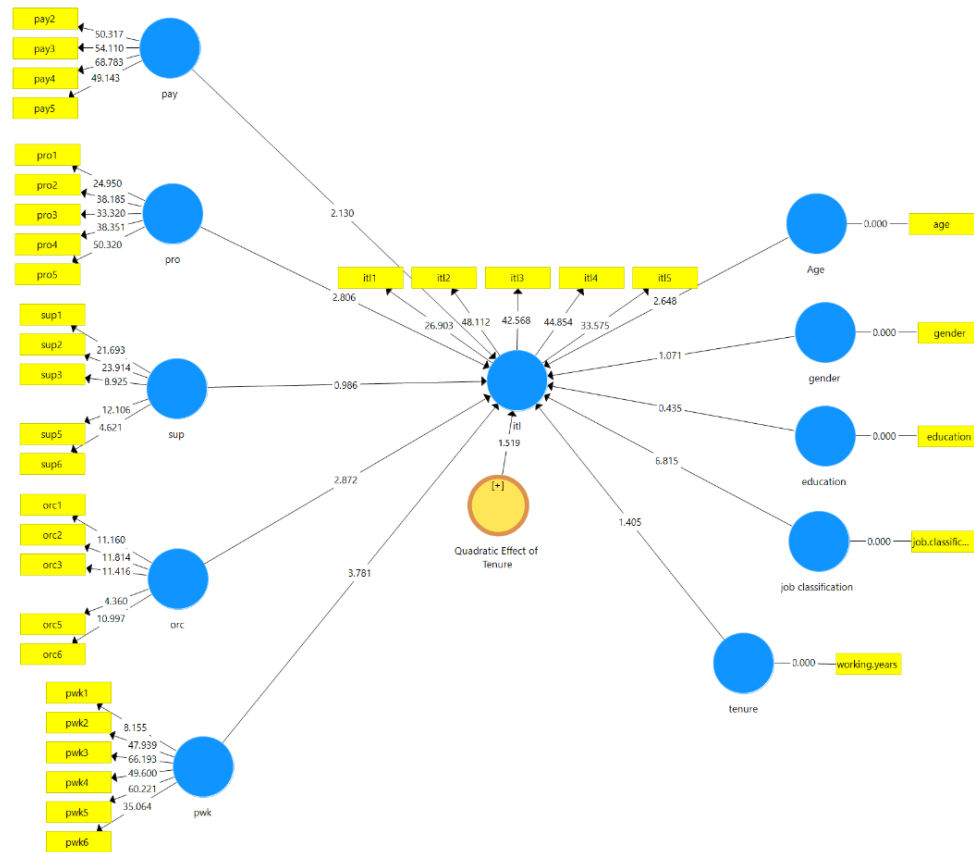 pay2
50.317
pay3
54.110
pay4
68.783
pay5
49.143
pay
pro1
24.950
pro2
38.185
pro3
33.320
pro4
38.351
pro5
50.320
pro
sup1
21.693
sup2
23.914
sup3
8.925
12.106
sup5
4.621
sup6
sup
orc1
11.160
orc2
11.814
orc3
11.416
4.360
orc5
10.997
orc6
orc
pwk1
8.155
pwk2
47.939
pwk3
66.193
pwk4
49.600
pwk5
60.221
pwk6
35.064
pwk
2.130
2.806
0.986
2.872
3.781
itl1
itl2
itl3
itl4
itl5
26.903
48.112
42.568
44.854
33.575
itl
1.519
[+]
Quadratic Effect of
Tenure
2.648
1.071
0.435
6.815
1.405
Age
0.000
age
gender
0.000
gender
education
0.000
education
job classification
0.000
job.classific...
tenure
0.000
working.years